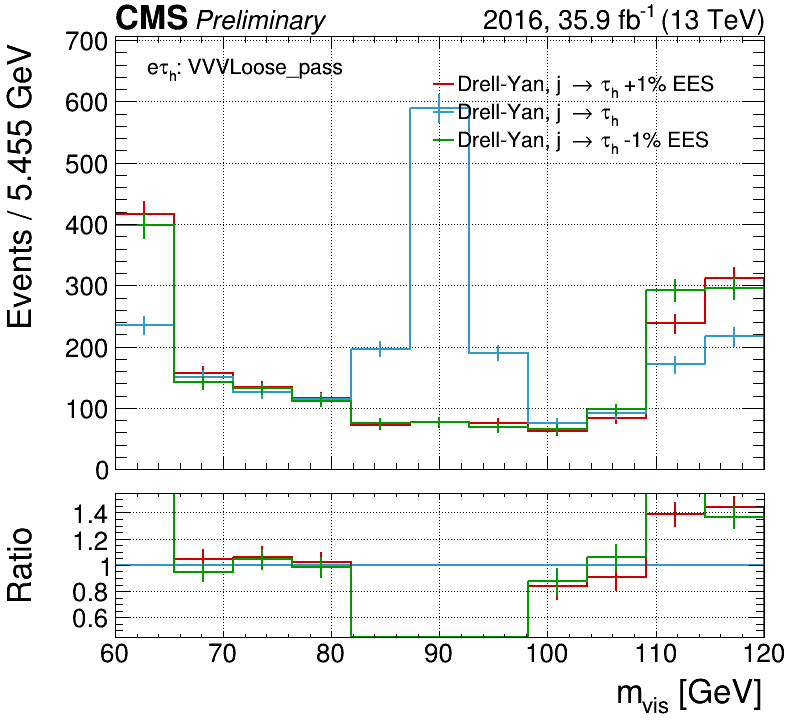 CMS Preliminary 2016, 35.9 fb⁻¹ (13 TeV)
Events / 5.455 GeV
700
600
500
400
300
200
100
0
eτₕ: VVVLoose_pass
Drell-Yan, j → τₕ +1% EES
Drell-Yan, j → τₕ
Drell-Yan, j → τₕ -1% EES
Ratio
1.4
1.2
1
0.8
0.6
60 70 80 90 100 110 120
m_vis [GeV]